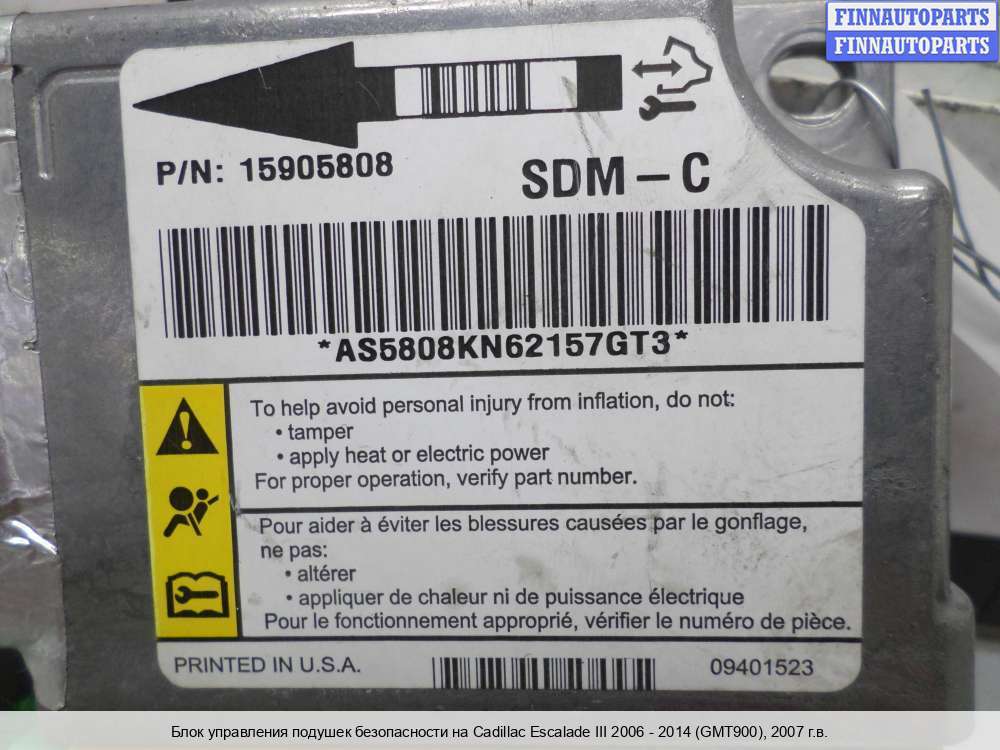 FINNAUTOPARTS
FINNAUTOPARTS
P/N: 15905808
SDM – C
*AS5808KN62157GT3*
To help avoid personal injury from inflation, do not:
• tamper
• apply heat or electric power
For proper operation, verify part number.
Pour aider à éviter les blessures causées par le gonflage,
ne pas:
• altérer
• appliquer de chaleur ni de puissance électrique
Pour le fonctionnement approprié, vérifier le numéro de pièce.
PRINTED IN U.S.A.
09401523
Блок управления подушек безопасности на Cadillac Escalade III 2006 - 2014 (GMT900), 2007 г.в.